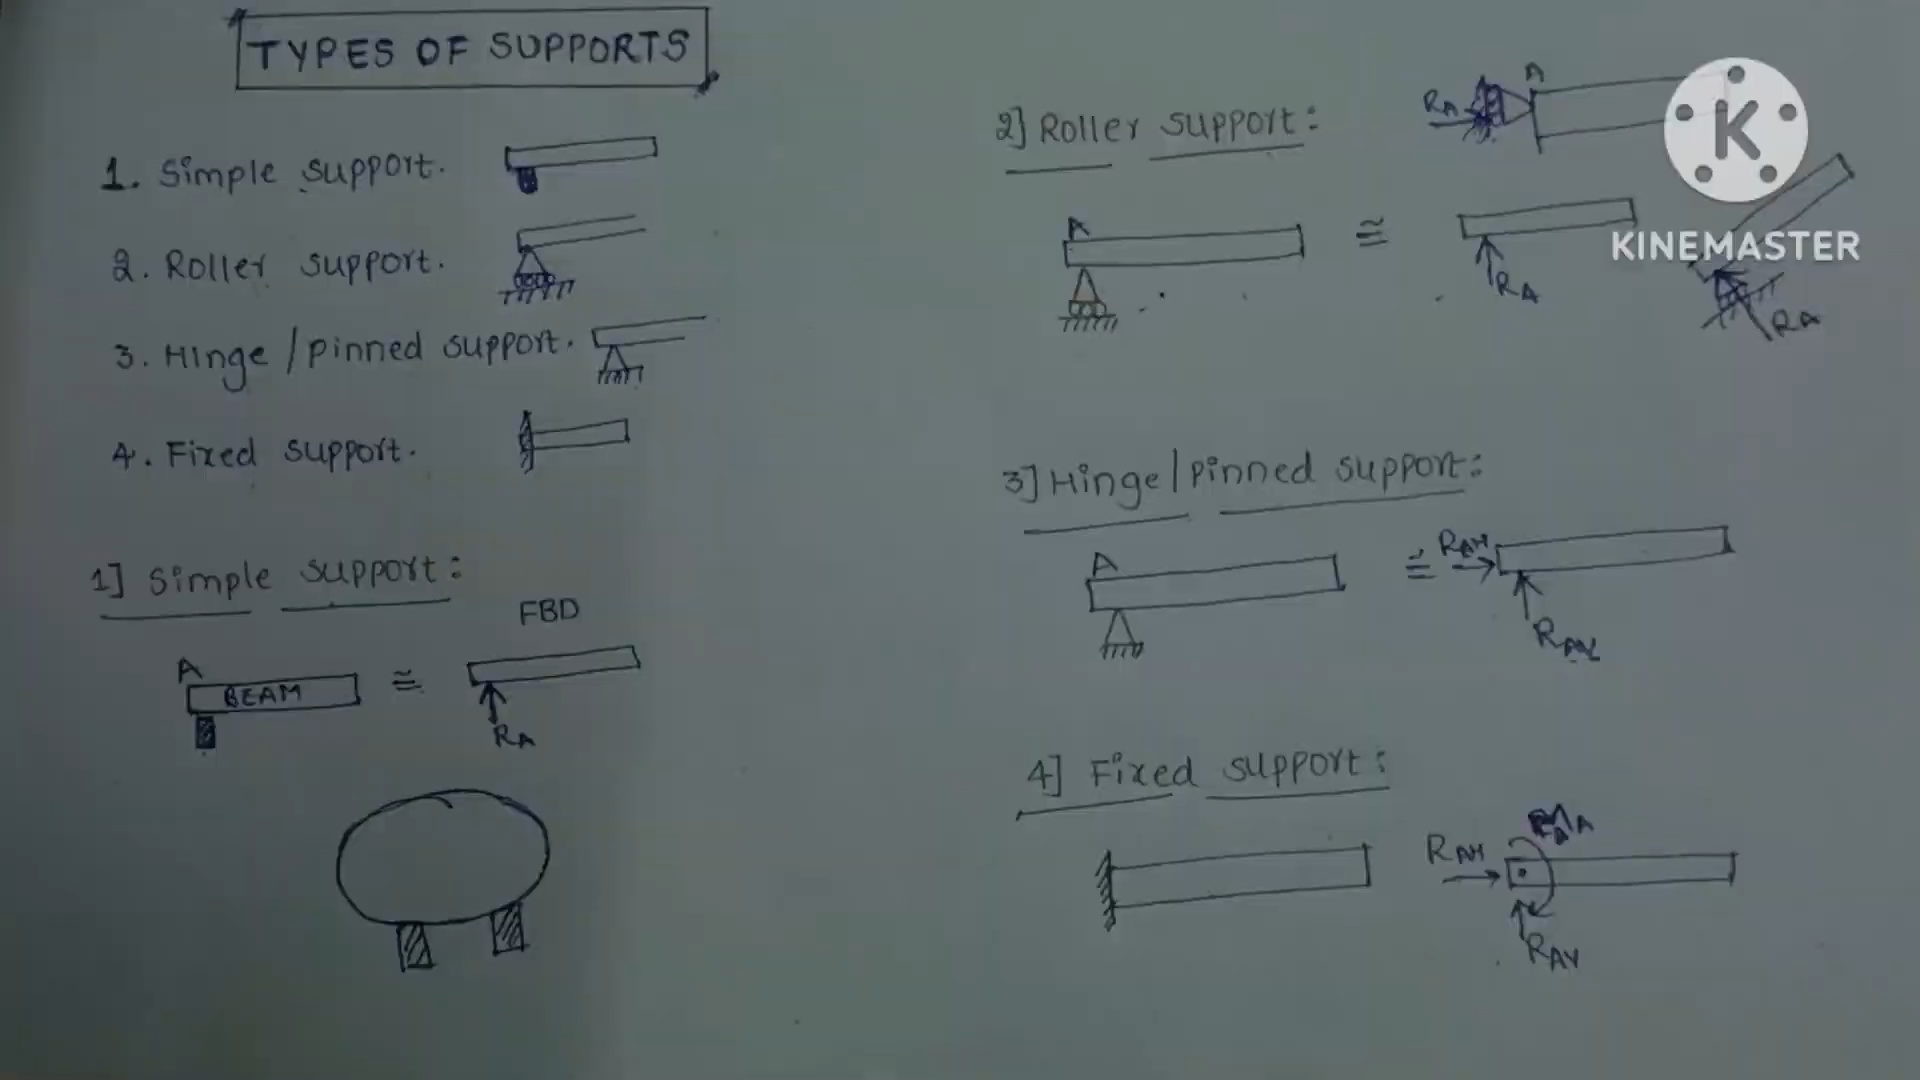 TYPES OF SUPPORTS
1. Simple support.
2. Roller support.
3. Hinge/pinned support.
4. Fixed support.
1] Simple support:
FBD
A
BEAM
RA
2] Roller support:
A
RA
K
KINEMASTER
A
RA
RA
3] Hinge/pinned support:
A
RAH
RAV
4] Fixed support:
RAH
RAV